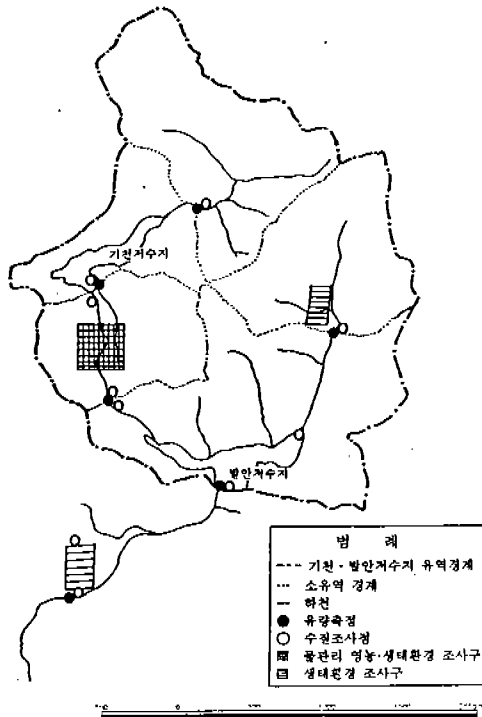 기천저수지
발안저수지
범 례
기천·발안저수지 유역경계
소유역 경계
하천
유량측점
수질조사점
물관리 영농·생태환경 조사구
생태환경 조사구